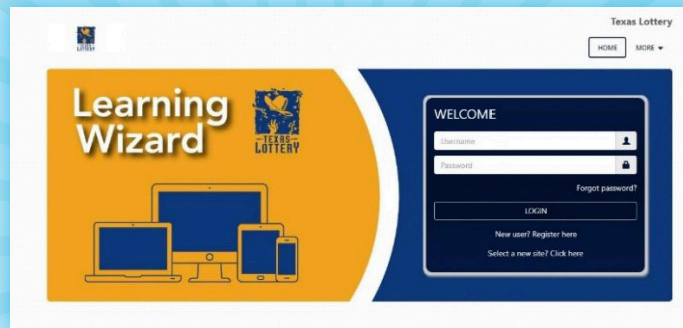 Texas Lottery
HOME MORE
Learning
Wizard
TEXAS
LOTTERY
WELCOME
Username
Password
Forgot password?
LOGIN
New user? Register here
Select a new site? Click here